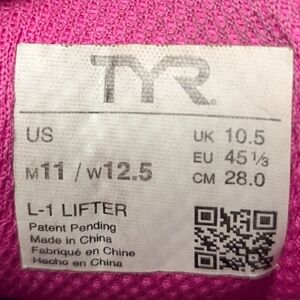 TYR
US UK 10.5
EU 45 1/3
M11 / W12.5 CM 28.0
L-1 LIFTER
Patent Pending
Made in China
Fabriqué en Chine
Hecho en China